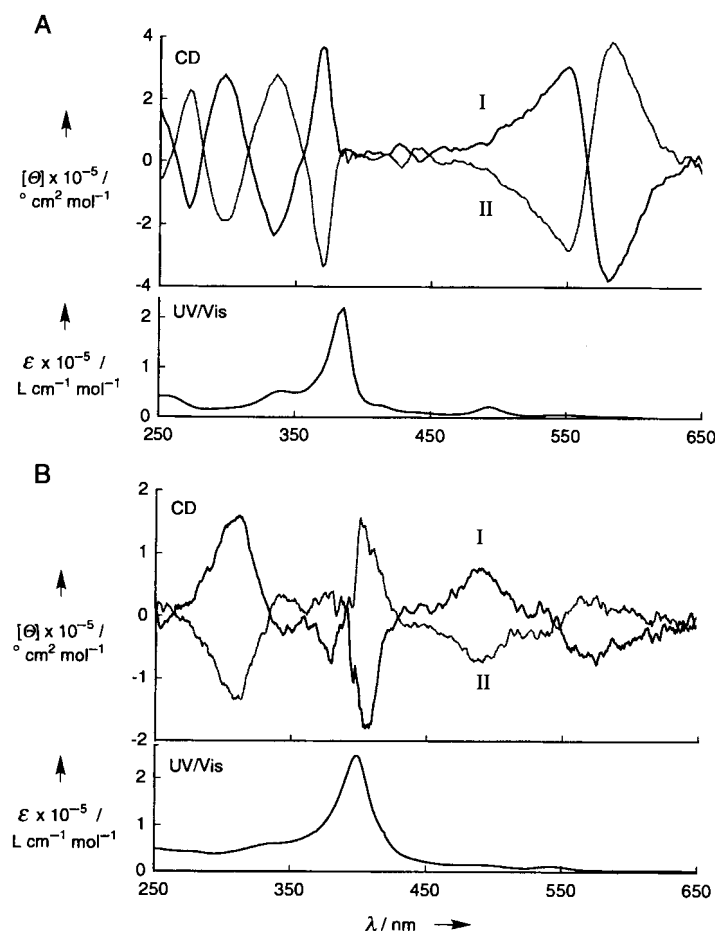 A
CD
4
2
0
-2
-4
I
II
[Θ] x 10⁻⁵ /
° cm² mol⁻¹
UV/Vis
2
1
0
ε x 10⁻⁵ /
L cm⁻¹ mol⁻¹
250 350 450 550 650
B
CD
2
1
0
-1
-2
I
II
[Θ] x 10⁻⁵ /
° cm² mol⁻¹
UV/Vis
2
1
0
ε x 10⁻⁵ /
L cm⁻¹ mol⁻¹
250 350 450 550 650
λ / nm